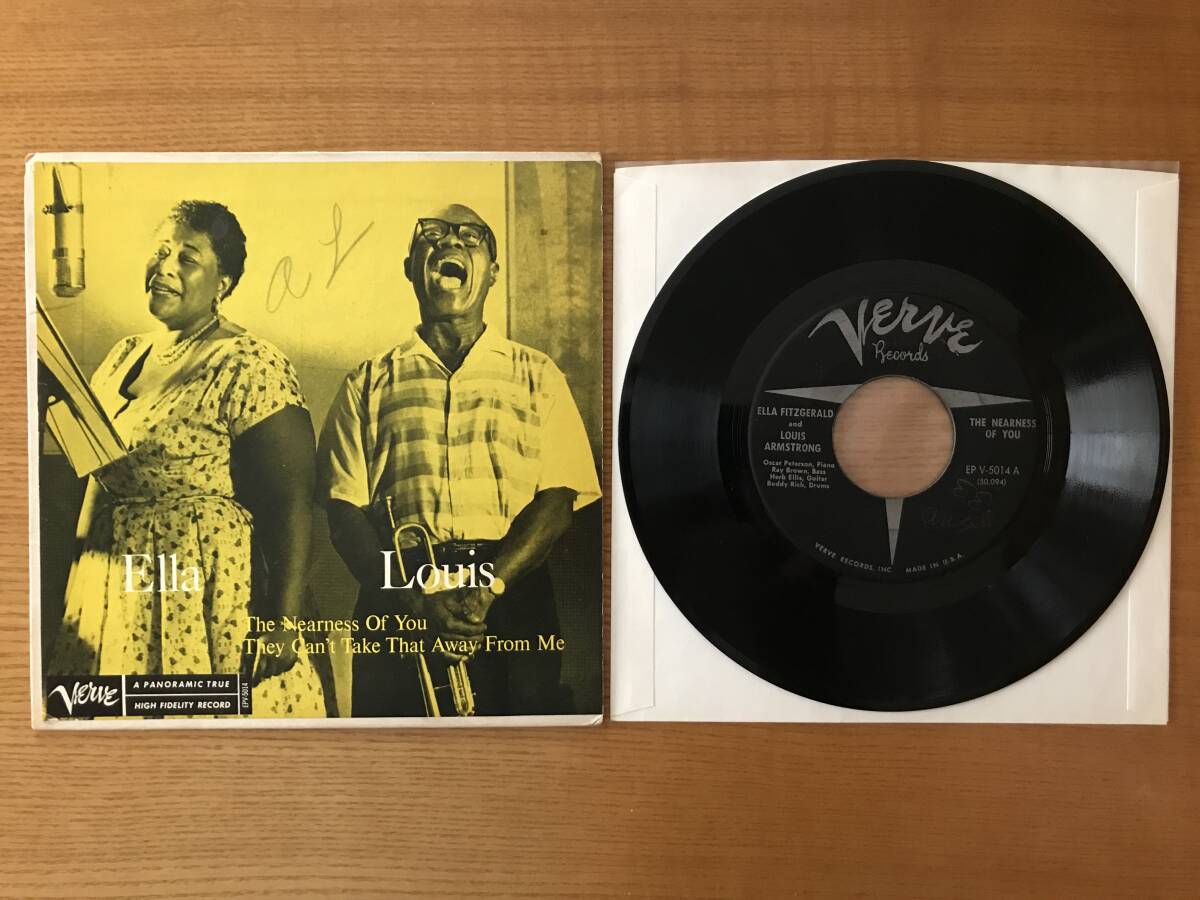 a L
Ella
Louis
The Nearness Of You
They Can't Take That Away From Me
Verve
A PANORAMIC TRUE
HIGH FIDELITY RECORD
EPV-5014
Verve
Records
ELLA FITZGERALD
and
LOUIS
ARMSTRONG
Oscar Peterson, Piano
Ray Brown, Bass
Herb Ellis, Guitar
Buddy Rich, Drums
THE NEARNESS
OF YOU
EP V-5014 A
(50,094)
VERVE RECORDS, INC. MADE IN U.S.A.